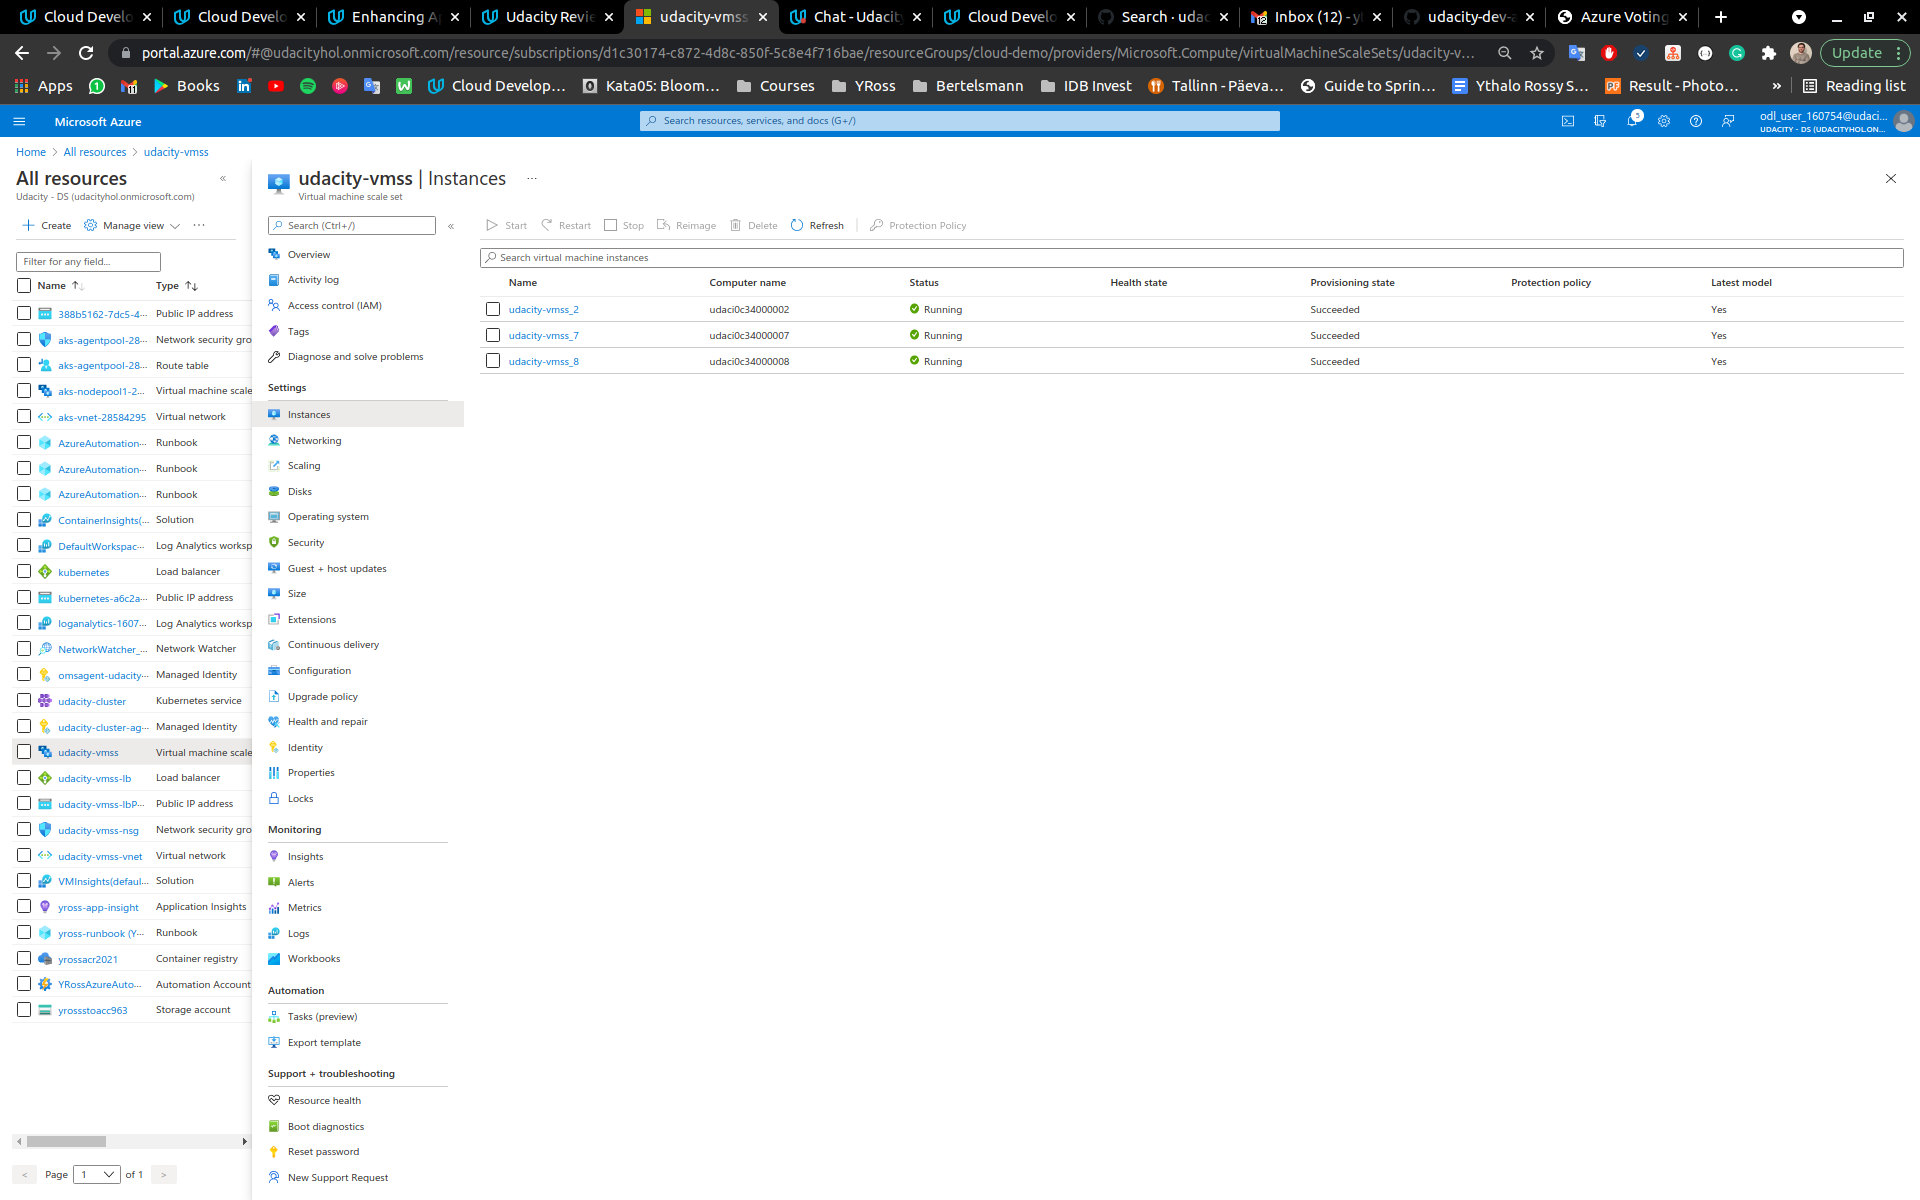 Cloud Develo
Cloud Develo
Enhancing A
Udacity Revie
udacity-vmss
Chat - Udacity
Cloud Develo
Search · udac
Inbox (12) - yt
udacity-dev-a
Azure Voting
portal.azure.com/#@udacityhol.onmicrosoft.com/resource/subscriptions/d1c30174-c872-4d8c-850f-5c8e4f716bae/resourceGroups/cloud-demo/providers/Microsoft.Compute/virtualMachineScaleSets/udacity-v...
Update
Apps
Books
Cloud Develop...
Kata05: Bloom...
Courses
YRoss
Bertelsmann
IDB Invest
Tallinn - Päeva...
Guide to Sprin...
Ythalo Rossy S...
Result - Photo...
»
Reading list
Microsoft Azure
Search resources, services, and docs (G+/)
5
odl_user_160754@udaci...
UDACITY - DS (UDACITYHOL.ON...
Home > All resources > udacity-vmss
All resources
Udacity - DS (udacityhol.onmicrosoft.com)
+ Create
Manage view
...
Filter for any field...
Name ↑↓ Type ↑↓
388b5162-7dc5-4... Public IP address
aks-agentpool-28... Network security gro
aks-agentpool-28... Route table
aks-nodepool1-2... Virtual machine scale
aks-vnet-28584295 Virtual network
AzureAutomation... Runbook
AzureAutomation... Runbook
AzureAutomation... Runbook
ContainerInsights(... Solution
DefaultWorkspac... Log Analytics worksp
kubernetes Load balancer
kubernetes-a6c2a... Public IP address
loganalytics-1607... Log Analytics worksp
NetworkWatcher_... Network Watcher
omsagent-udacity... Managed Identity
udacity-cluster Kubernetes service
udacity-cluster-ag... Managed Identity
udacity-vmss Virtual machine scale
udacity-vmss-lb Load balancer
udacity-vmss-lbP... Public IP address
udacity-vmss-nsg Network security gro
udacity-vmss-vnet Virtual network
VMInsights(defaul... Solution
yross-app-insight Application Insights
yross-runbook (Y... Runbook
yrossacr2021 Container registry
YRossAzureAuto... Automation Account
yrossstoacc963 Storage account
< Page 1 of 1 >
udacity-vmss | Instances ...
Virtual machine scale set
Search (Ctrl+/)
«
Overview
Activity log
Access control (IAM)
Tags
Diagnose and solve problems
Settings
Instances
Networking
Scaling
Disks
Operating system
Security
Guest + host updates
Size
Extensions
Continuous delivery
Configuration
Upgrade policy
Health and repair
Identity
Properties
Locks
Monitoring
Insights
Alerts
Metrics
Logs
Workbooks
Automation
Tasks (preview)
Export template
Support + troubleshooting
Resource health
Boot diagnostics
Reset password
New Support Request
Start
Restart
Stop
Reimage
Delete
Refresh
Protection Policy
Search virtual machine instances
Name Computer name Status Health state Provisioning state Protection policy Latest model
udacity-vmss_2 udaci0c34000002 Running Succeeded Yes
udacity-vmss_7 udaci0c34000007 Running Succeeded Yes
udacity-vmss_8 udaci0c34000008 Running Succeeded Yes